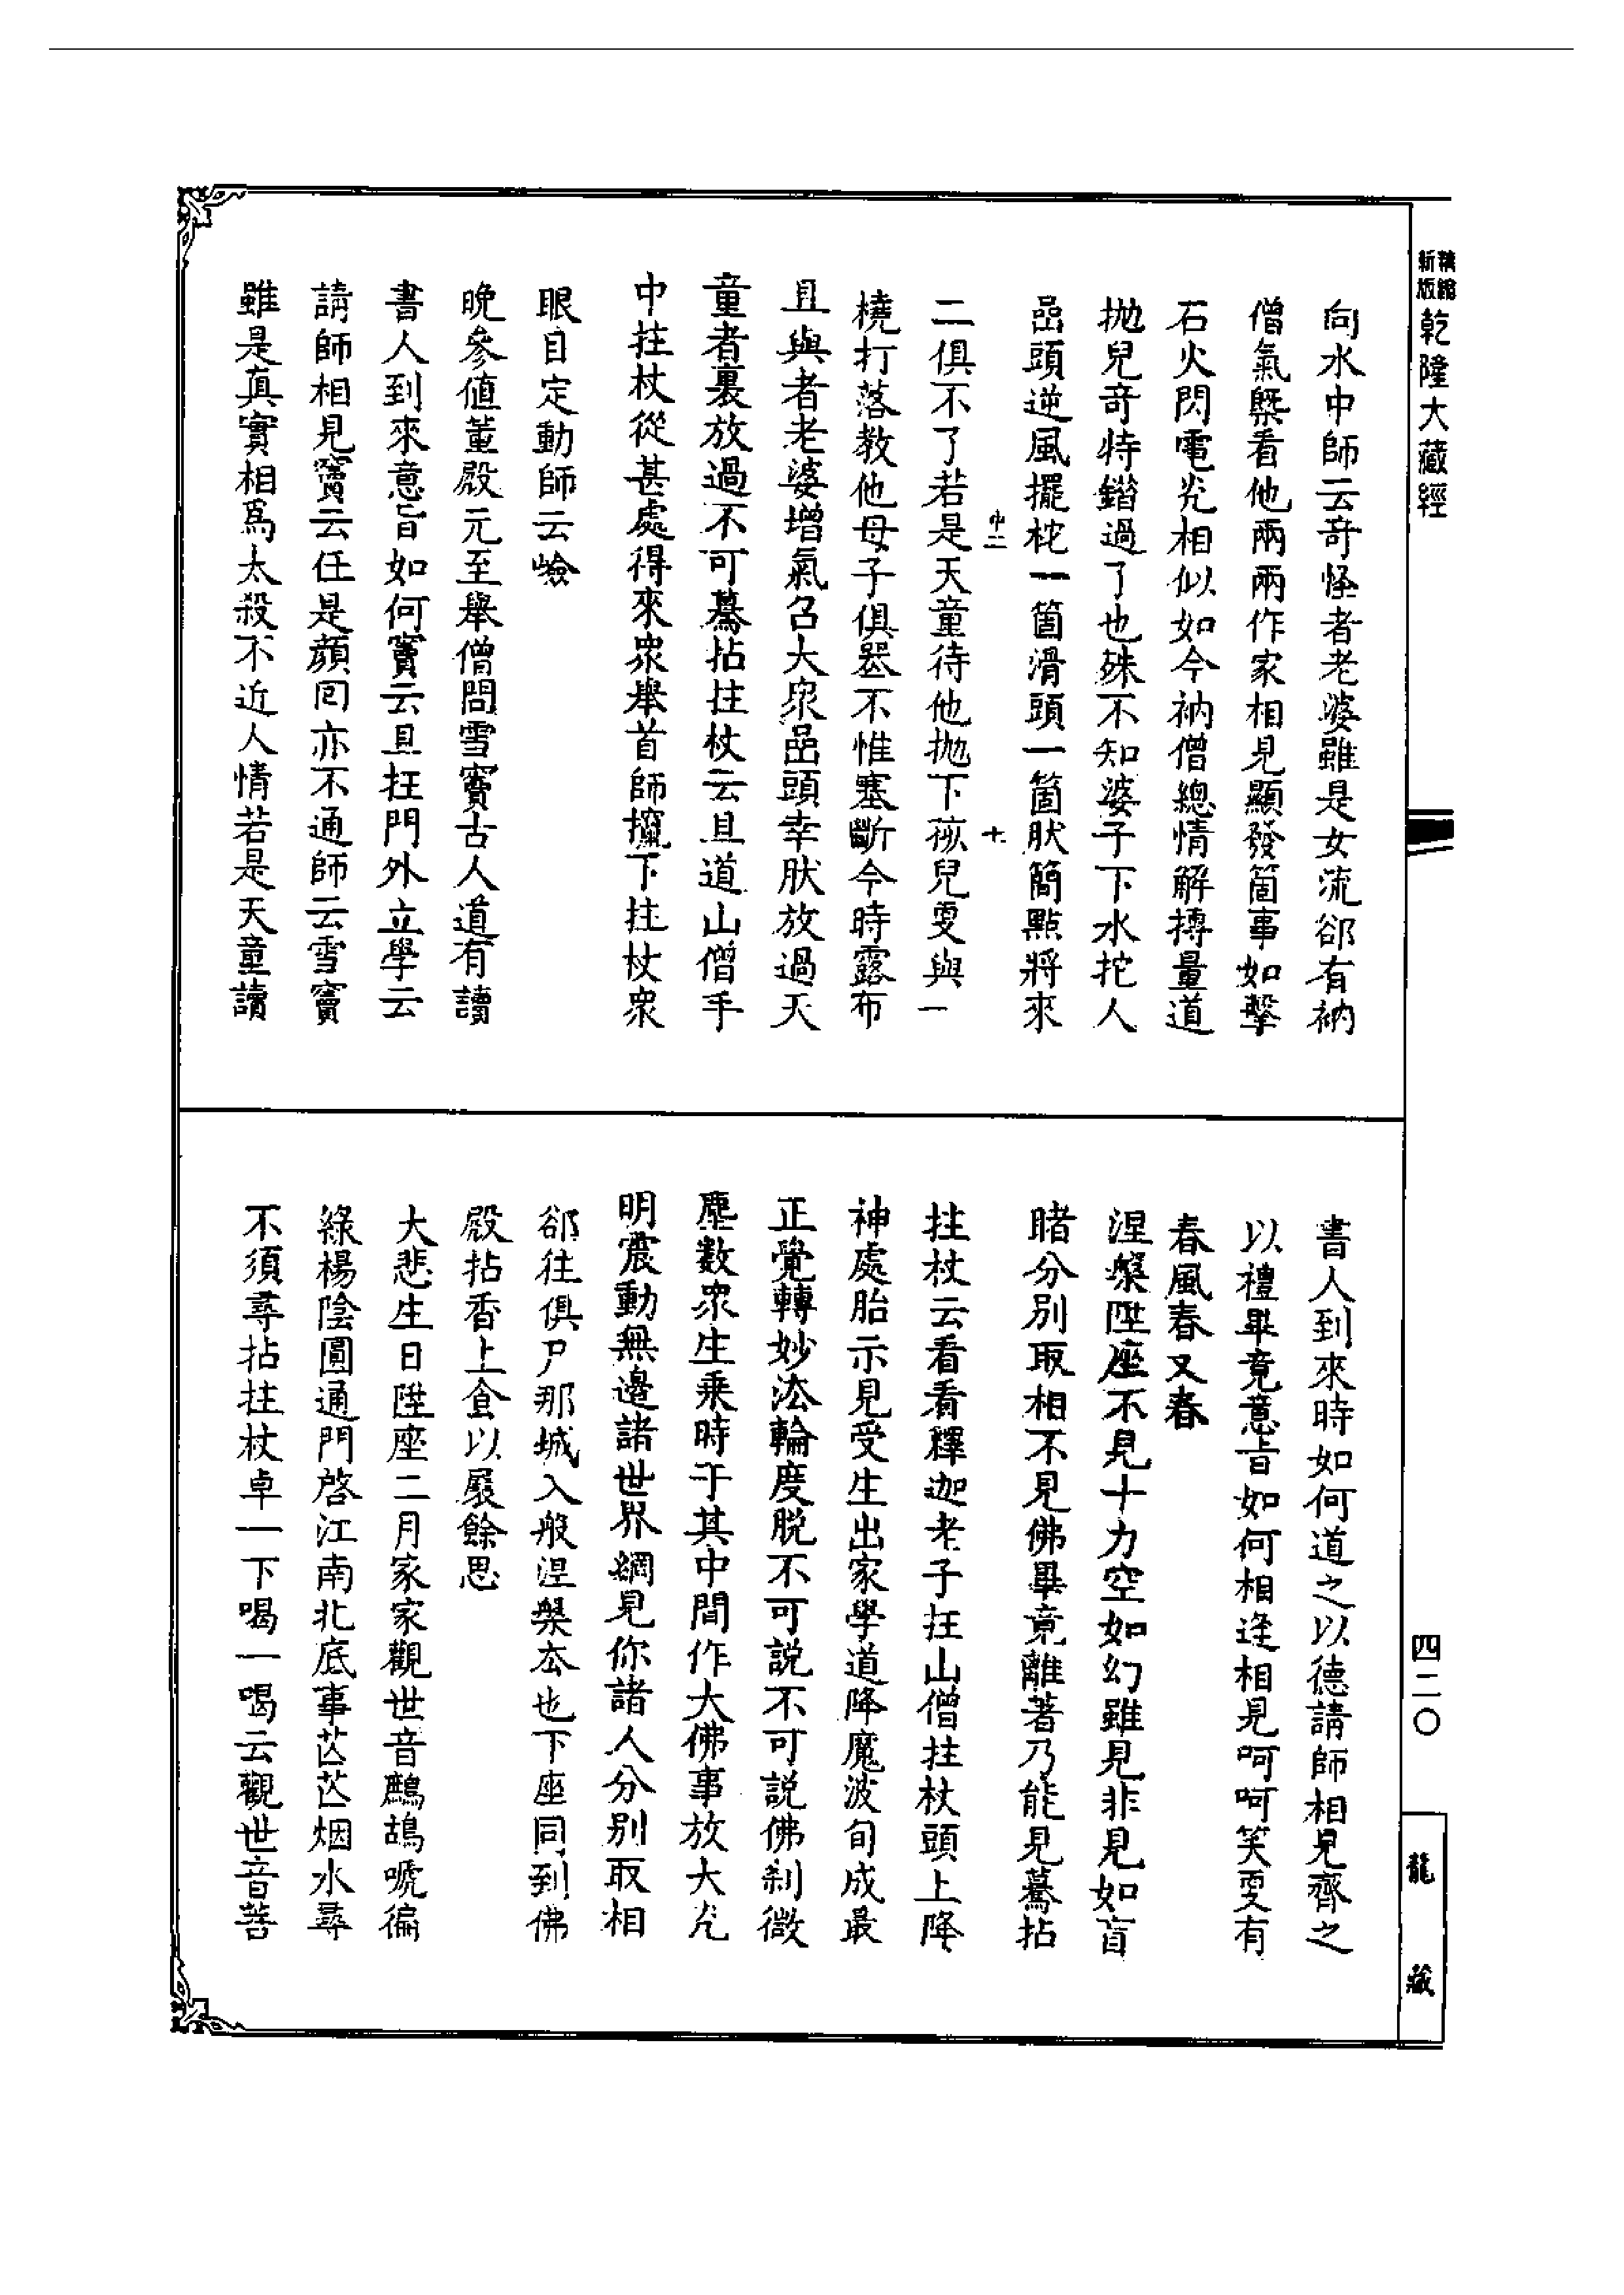 精縮
新版
乾隆大藏經
向水中師云奇怪者老婆雖是女流郤有衲
僧氣槩看他兩兩作家相見顯發箇事如擊
石火閃電光相似如今衲僧總情解摶量道
拋兒奇特錯過了也殊不知婆子下水挖人
嵒頭逆風擺柁一箇滑頭一箇肰簡點將來
中二
十
二俱不了若是天童待他拋下孩兒更與一
橈打落教他母子俱喪不惟塞斷今時露布
且與者老婆增氣召大眾嵒頭幸肰放過天
童者裏放過不可驀拈拄杖云且道山僧手
中拄杖從甚處得來眾舉首師擲下拄杖眾
眼目定動師云嶮
晚參値董殿元至舉僧問雪竇古人道有讀
書人到來意旨如何竇云且在門外立學云
請師相見竇云任是顏回亦不通師云雪竇
雖是真實相爲太殺不近人情若是天童讀
書人到來時如何道之以德請師相見齊之
以禮畢竟意旨如何相逢相見呵呵笑更有
春風春又春
涅槃陞座不見十力空如幻雖見非見如盲
睹分別取相不見佛畢竟離著乃能見驀拈
拄杖云看看釋迦老子在山僧拄杖頭上降
神處胎示見受生出家學道降魔波旬成最
正覺轉妙法輪度脫不可説不可説佛刹微
塵數眾生乗時于其中間作大佛事放大光
明震動無邊諸世界纔見你諸人分別取相
郤往俱尸那城入般涅槃去也下座同到佛
殿拈香上食以展餘思
大悲生日陞座二月家家觀世音鷓鴣嗁徧
綠楊陰圓通門啓江南北底事茫茫烟水尋
不須尋拈拄杖卓一下喝一喝云觀世音菩
四二〇
龍藏